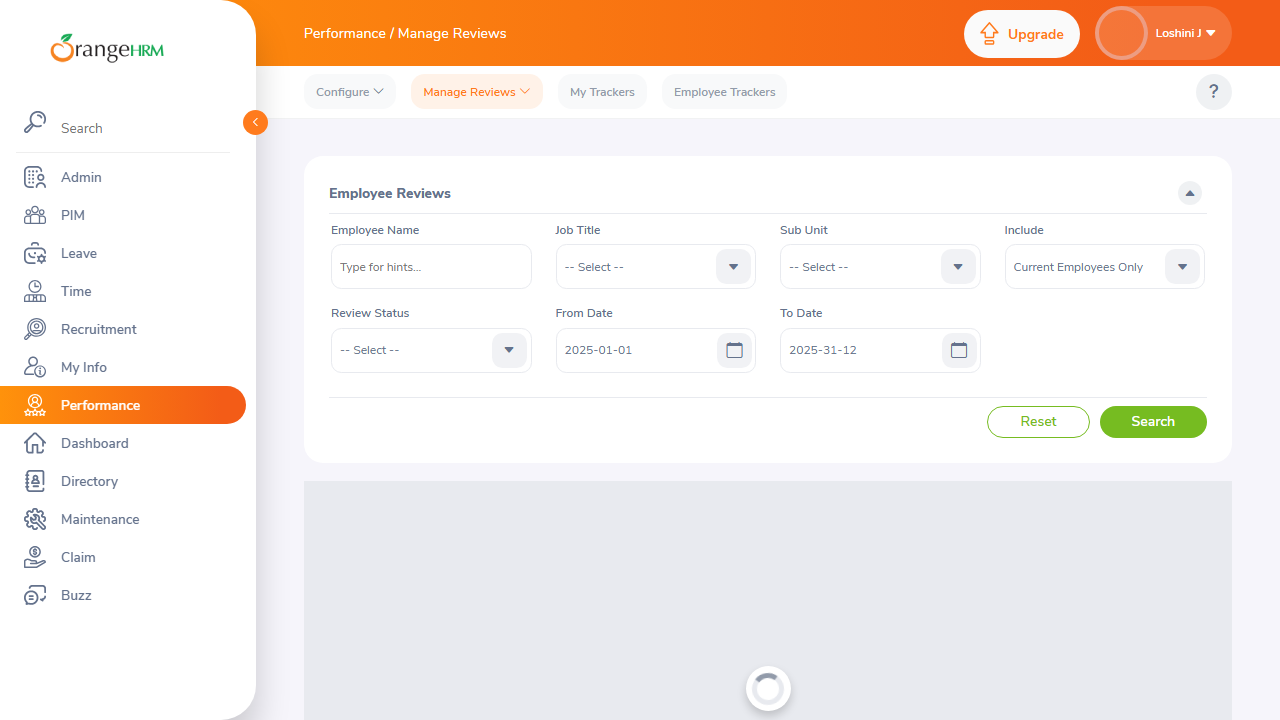 OrangeHRM
Performance / Manage Reviews
Upgrade
Loshini J
Configure
Manage Reviews
My Trackers
Employee Trackers
?
Search
Admin
PIM
Leave
Time
Recruitment
My Info
Performance
Dashboard
Directory
Maintenance
Claim
Buzz
Employee Reviews
Employee Name
Job Title
Sub Unit
Include
Type for hints...
-- Select --
-- Select --
Current Employees Only
Review Status
From Date
To Date
-- Select --
2025-01-01
2025-31-12
Reset
Search